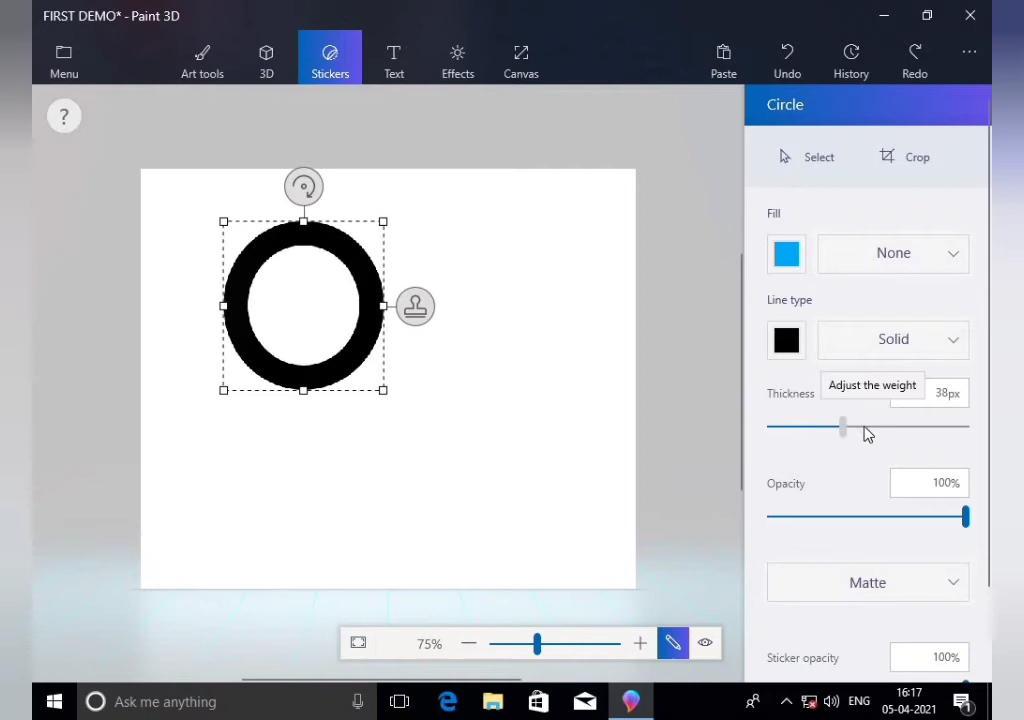 FIRST DEMO* - Paint 3D
Menu
Art tools
3D
Stickers
Text
Effects
Canvas
Paste
Undo
History
Redo
?
Circle
Select
Crop
Fill
None
Line type
Solid
Adjust the weight
Thickness
38px
Opacity
100%
Matte
75%
Sticker opacity
100%
Ask me anything
ENG
16:17
05-04-2021
1